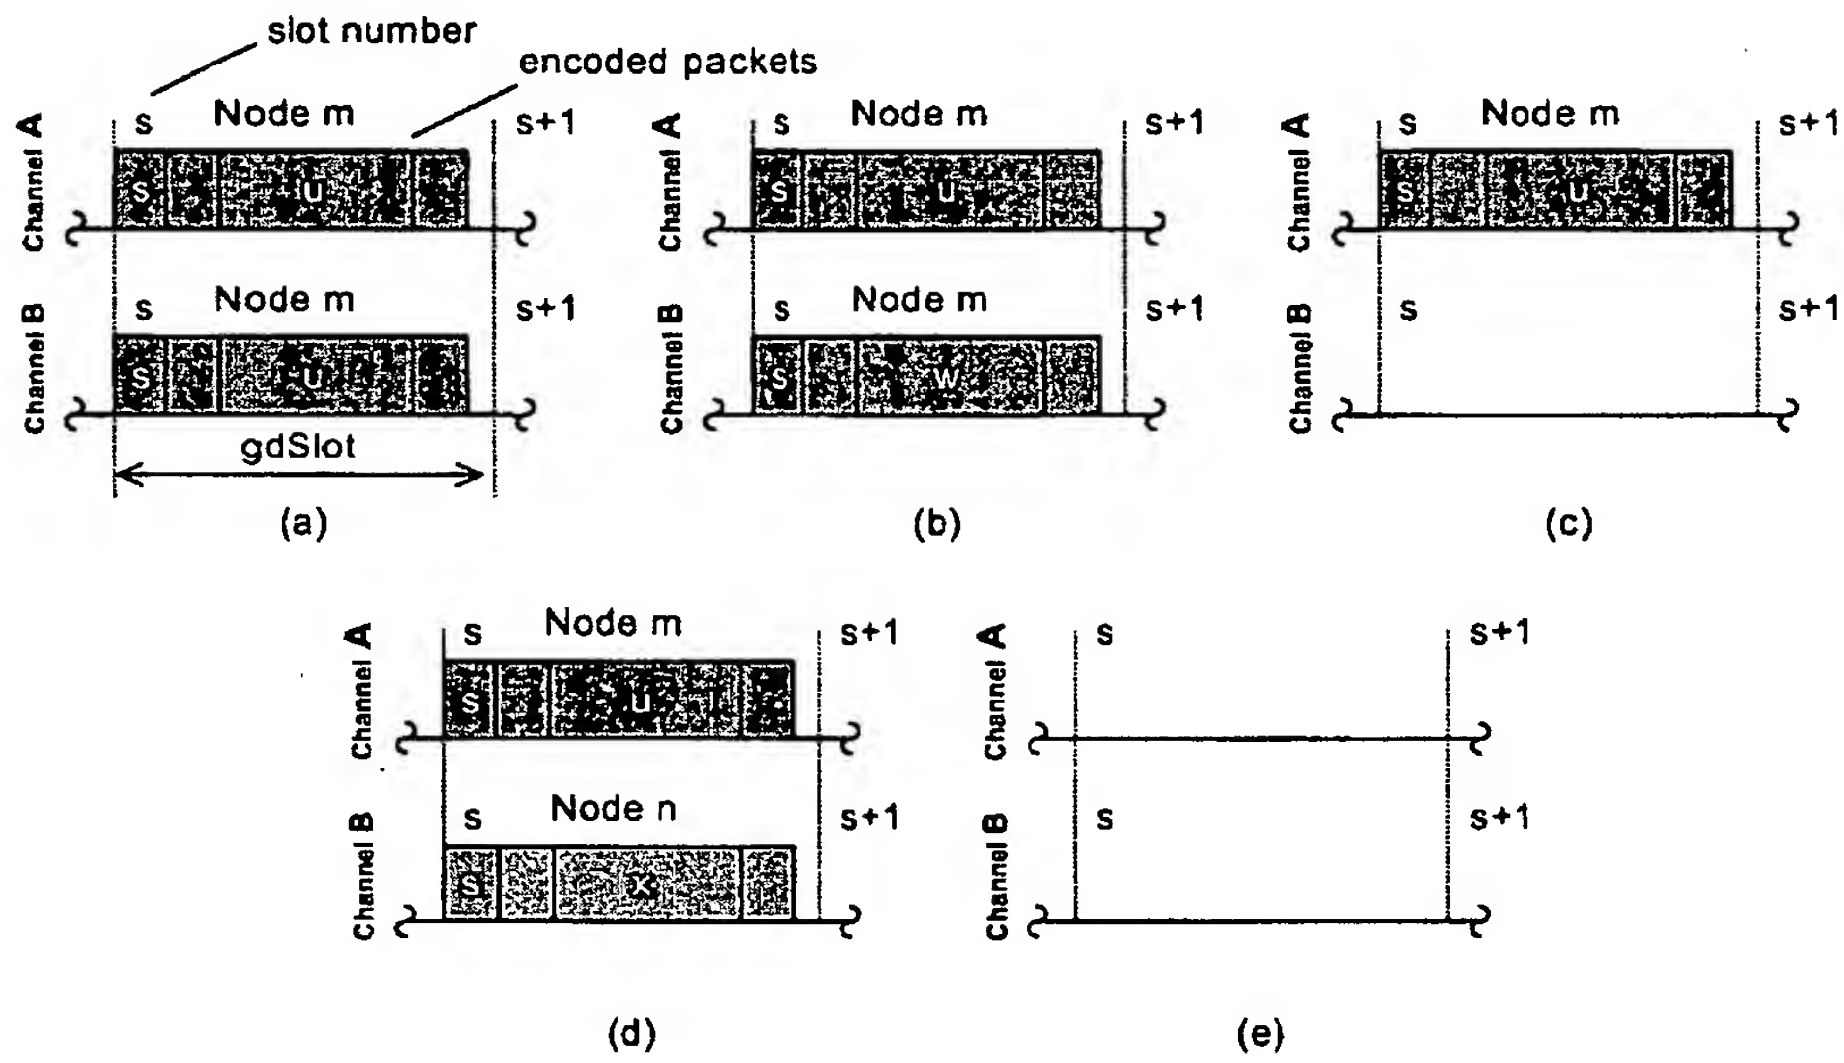 slot number
encoded packets
Channel A
s
Node m
s+1
S
U
Channel B
s
Node m
s+1
S
U
gdSlot
(a)
Channel A
s
Node m
s+1
S
U
Channel B
s
Node m
s+1
S
W
(b)
Channel A
s
Node m
s+1
S
U
Channel B
s
s+1
(c)
Channel A
s
Node m
s+1
S
U
Channel B
s
Node n
s+1
S
X
(d)
Channel A
s
s+1
Channel B
s
s+1
(e)